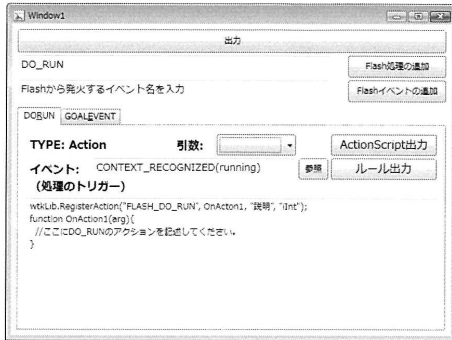 Window1
出力
DO_RUN
Flash処理の追加
Flashから発火するイベント名を入力
Flashイベントの追加
DORUN GOALEVENT
TYPE: Action 引数: ActionScript出力
イベント: CONTEXT_RECOGNIZED(running) 参照 ルール出力
(処理のトリガー)
wtkLib.RegisterAction("FLASH_DO_RUN", OnActon1, "説明", "iInt");
function OnAction1(arg){
//ここにDO_RUNのアクションを記述してください。
}